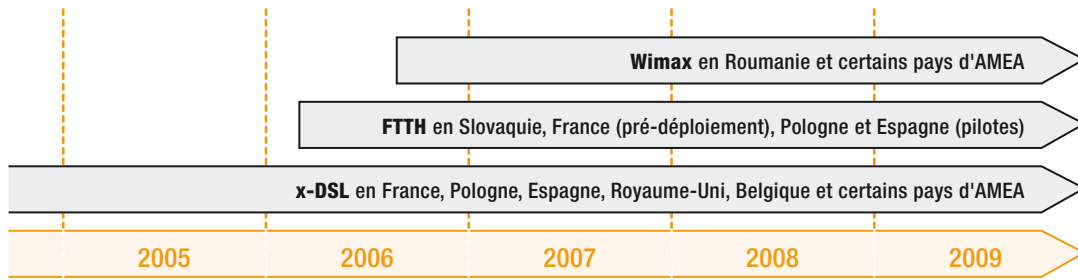 Wimax en Roumanie et certains pays d'AMEA
FTTH en Slovaquie, France (pré-déploiement), Pologne et Espagne (pilotes)
x-DSL en France, Pologne, Espagne, Royaume-Uni, Belgique et certains pays d'AMEA
2005 2006 2007 2008 2009